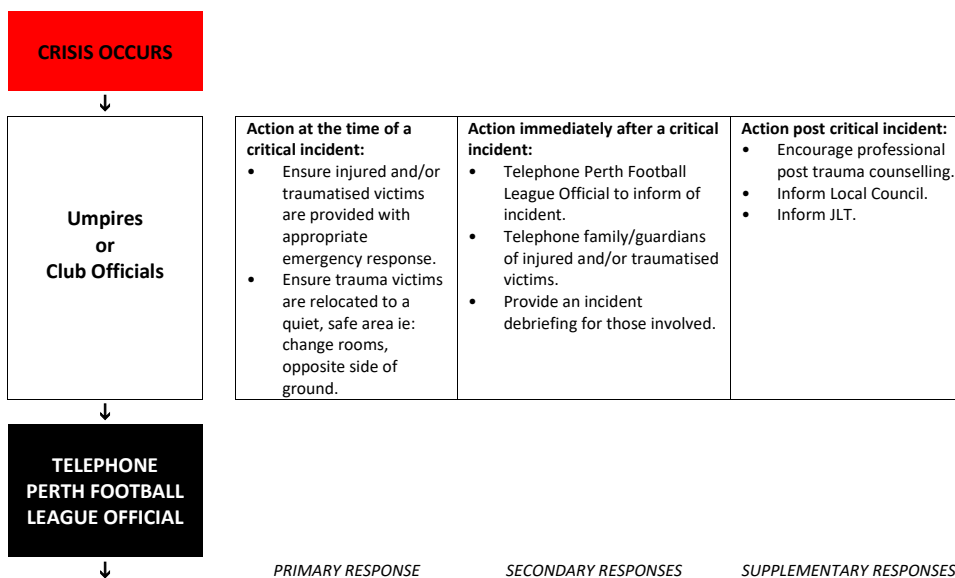 CRISIS OCCURS
↓
Umpires
or
Club Officials
Action at the time of a
critical incident:
• Ensure injured and/or
traumatised victims
are provided with
appropriate
emergency response.
• Ensure trauma victims
are relocated to a
quiet, safe area ie:
change rooms,
opposite side of
ground.
Action immediately after a critical
incident:
• Telephone Perth Football
League Official to inform of
incident.
• Telephone family/guardians
of injured and/or traumatised
victims.
• Provide an incident
debriefing for those involved.
Action post critical incident:
• Encourage professional
post trauma counselling.
• Inform Local Council.
• Inform JLT.
↓
TELEPHONE
PERTH FOOTBALL
LEAGUE OFFICIAL
↓
PRIMARY RESPONSE
SECONDARY RESPONSES
SUPPLEMENTARY RESPONSES